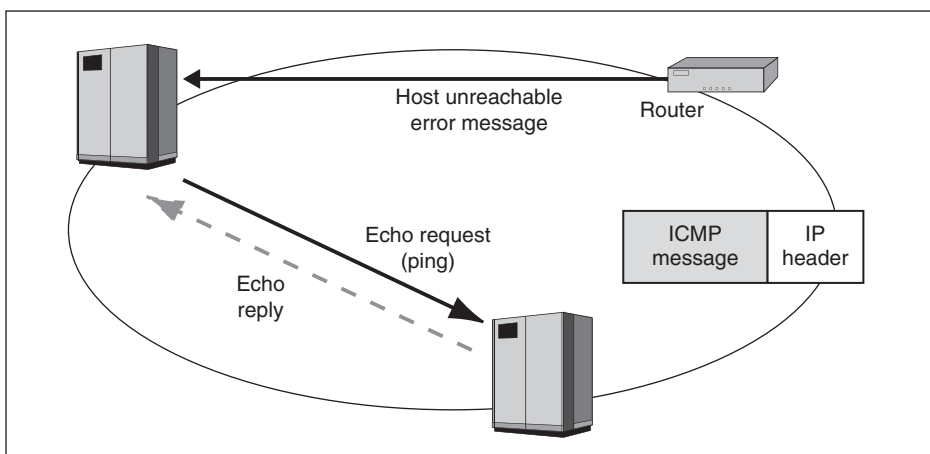 Host unreachable
error message
Router
Echo request
(ping)
Echo
reply
ICMP
message
IP
header